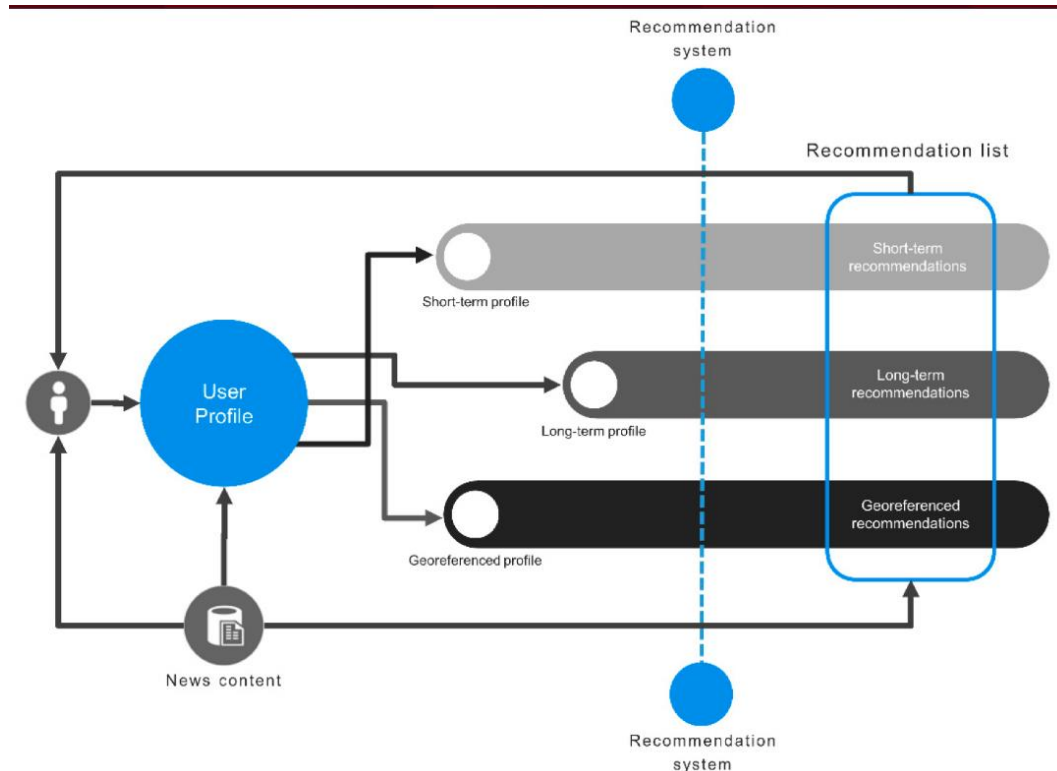 Recommendation
system
Recommendation list
Short-term
recommendations
Short-term profile
User
Profile
Long-term
recommendations
Long-term profile
Georeferenced
recommendations
Georeferenced profile
News content
Recommendation
system